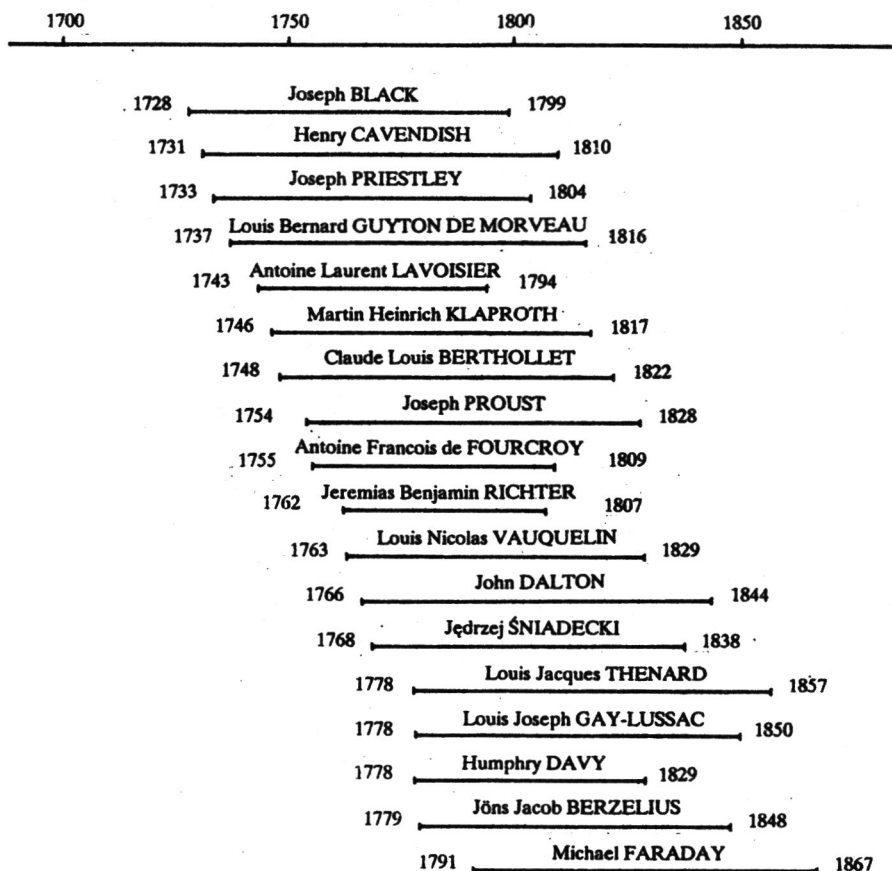 1700 1750 1800 1850
1728 Joseph BLACK 1799
1731 Henry CAVENDISH 1810
1733 Joseph PRIESTLEY 1804
1737 Louis Bernard GUYTON DE MORVEAU 1816
1743 Antoine Laurent LAVOISIER 1794
1746 Martin Heinrich KLAPROTH 1817
1748 Claude Louis BERTHOLLET 1822
1754 Joseph PROUST 1828
1755 Antoine Francois de FOURCROY 1809
1762 Jeremias Benjamin RICHTER 1807
1763 Louis Nicolas VAUQUELIN 1829
1766 John DALTON 1844
1768 Jędrzej ŚNIADECKI 1838
1778 Louis Jacques THENARD 1857
1778 Louis Joseph GAY-LUSSAC 1850
1778 Humphry DAVY 1829
1779 Jöns Jacob BERZELIUS 1848
1791 Michael FARADAY 1867